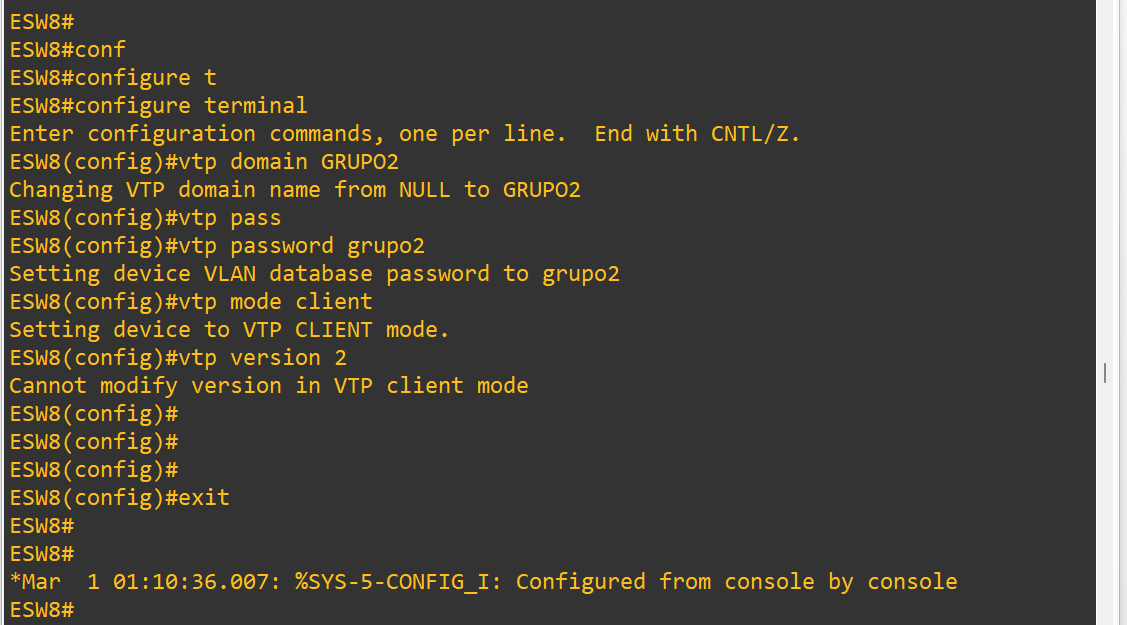 ESW8#
ESW8#conf
ESW8#configure t
ESW8#configure terminal
Enter configuration commands, one per line.  End with CNTL/Z.
ESW8(config)#vtp domain GRUPO2
Changing VTP domain name from NULL to GRUPO2
ESW8(config)#vtp pass
ESW8(config)#vtp password grupo2
Setting device VLAN database password to grupo2
ESW8(config)#vtp mode client
Setting device to VTP CLIENT mode.
ESW8(config)#vtp version 2
Cannot modify version in VTP client mode
ESW8(config)#
ESW8(config)#
ESW8(config)#
ESW8(config)#exit
ESW8#
ESW8#
*Mar  1 01:10:36.007: %SYS-5-CONFIG_I: Configured from console by console
ESW8#